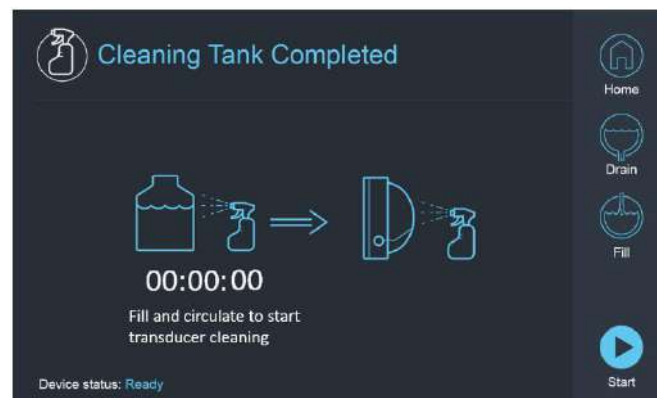 Cleaning Tank Completed
Home
Drain
Fill
00:00:00
Fill and circulate to start
transducer cleaning
Device status: Ready
Start